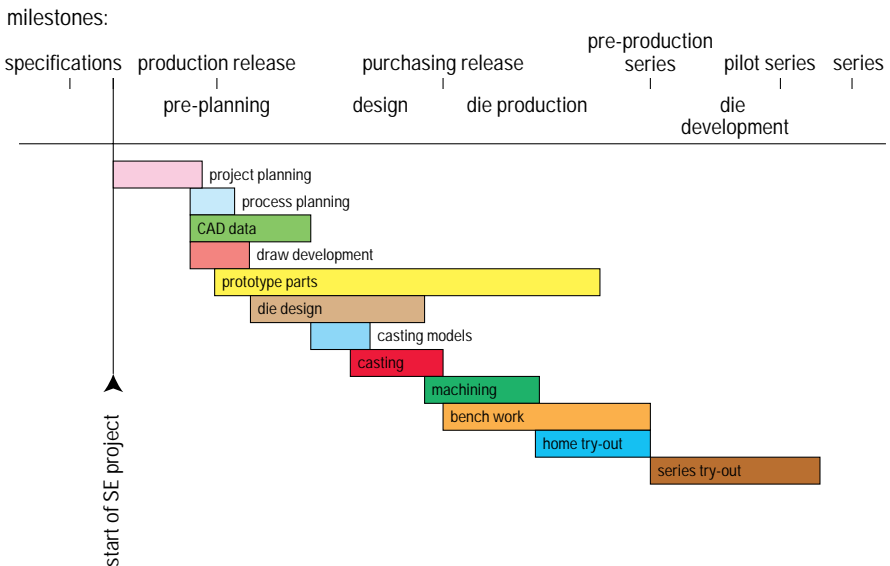 milestones:
pre-production
specifications production release purchasing release series pilot series series
pre-planning design die production die
development
project planning
process planning
CAD data
draw development
prototype parts
die design
casting models
casting
machining
bench work
home try-out
series try-out
start of SE project